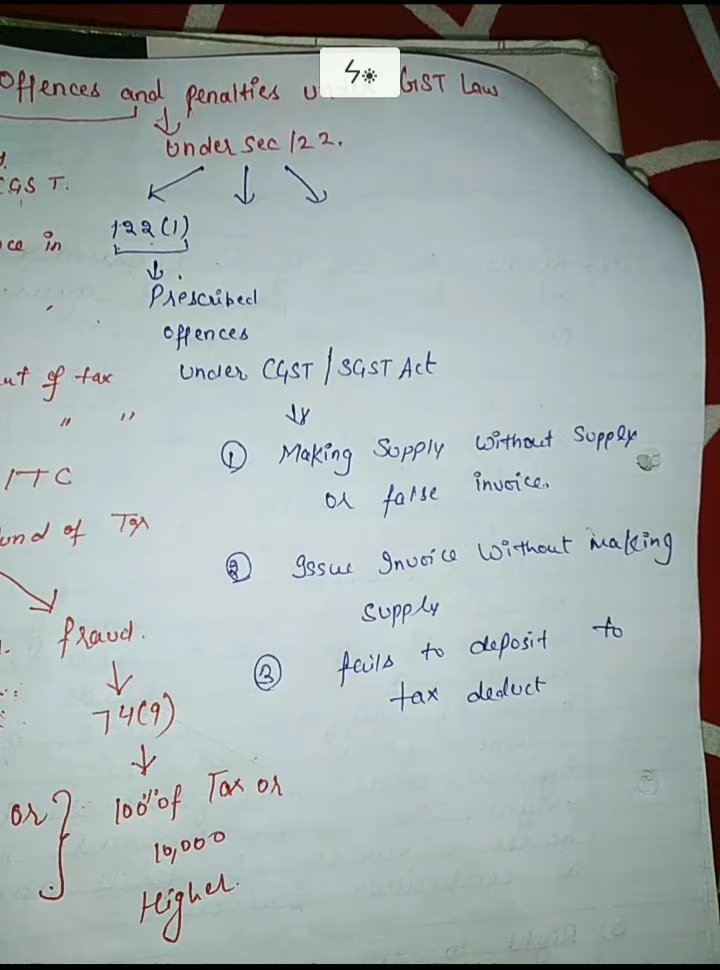 Offences and penalties u GST Law
Under Sec 122.
CGS T.
ce in
122(1)
Prescribed
offences
under CGST / SGST Act
ut of tax
" "
① Making Supply without Supply
or false invoice.
ITC
und of Tax
② Issue Invoice without making
supply
fraud.
③ fails to deposit to
tax deduct
74(9)
or } 100% of Tax or
10,000
Higher.